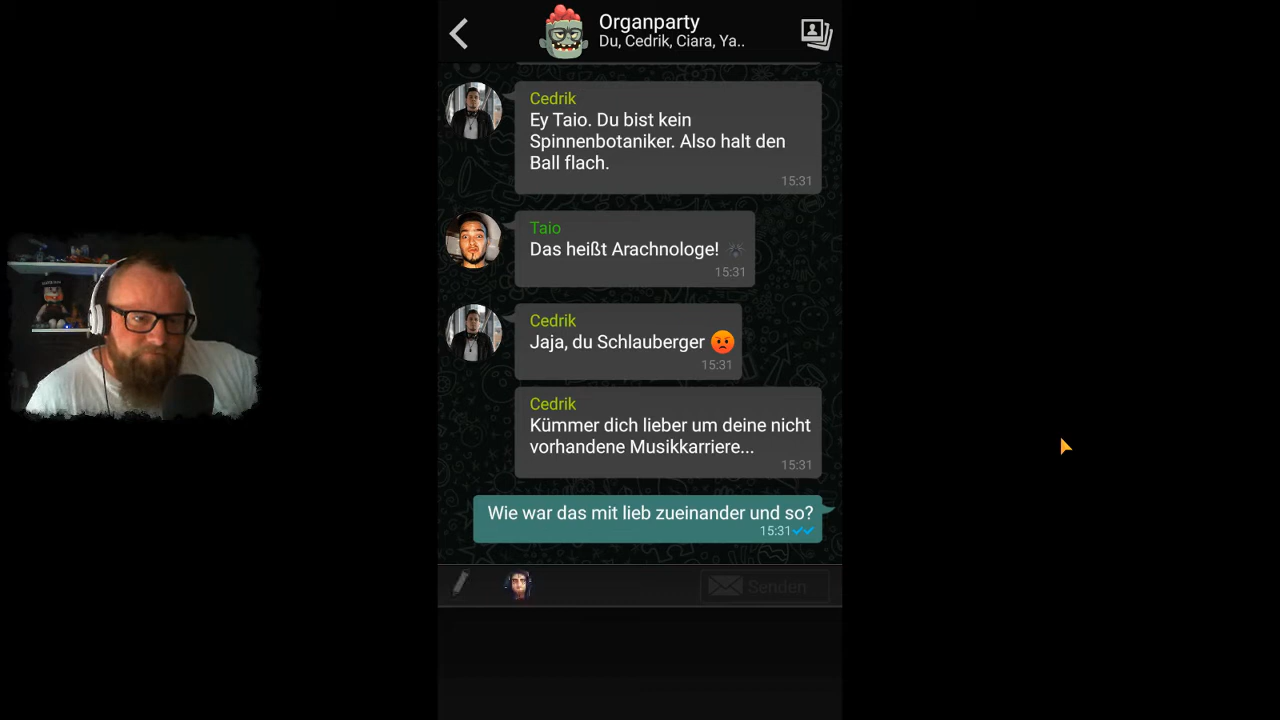 Organparty
Du, Cedrik, Ciara, Ya..
Cedrik
Ey Taio. Du bist kein
Spinnenbotaniker. Also halt den
Ball flach.
15:31
Taio
Das heißt Arachnologe! 🕷
15:31
Cedrik
Jaja, du Schlauberger 😡
15:31
Cedrik
Kümmer dich lieber um deine nicht
vorhandene Musikkarriere...
15:31
Wie war das mit lieb zueinander und so?
15:31
Senden